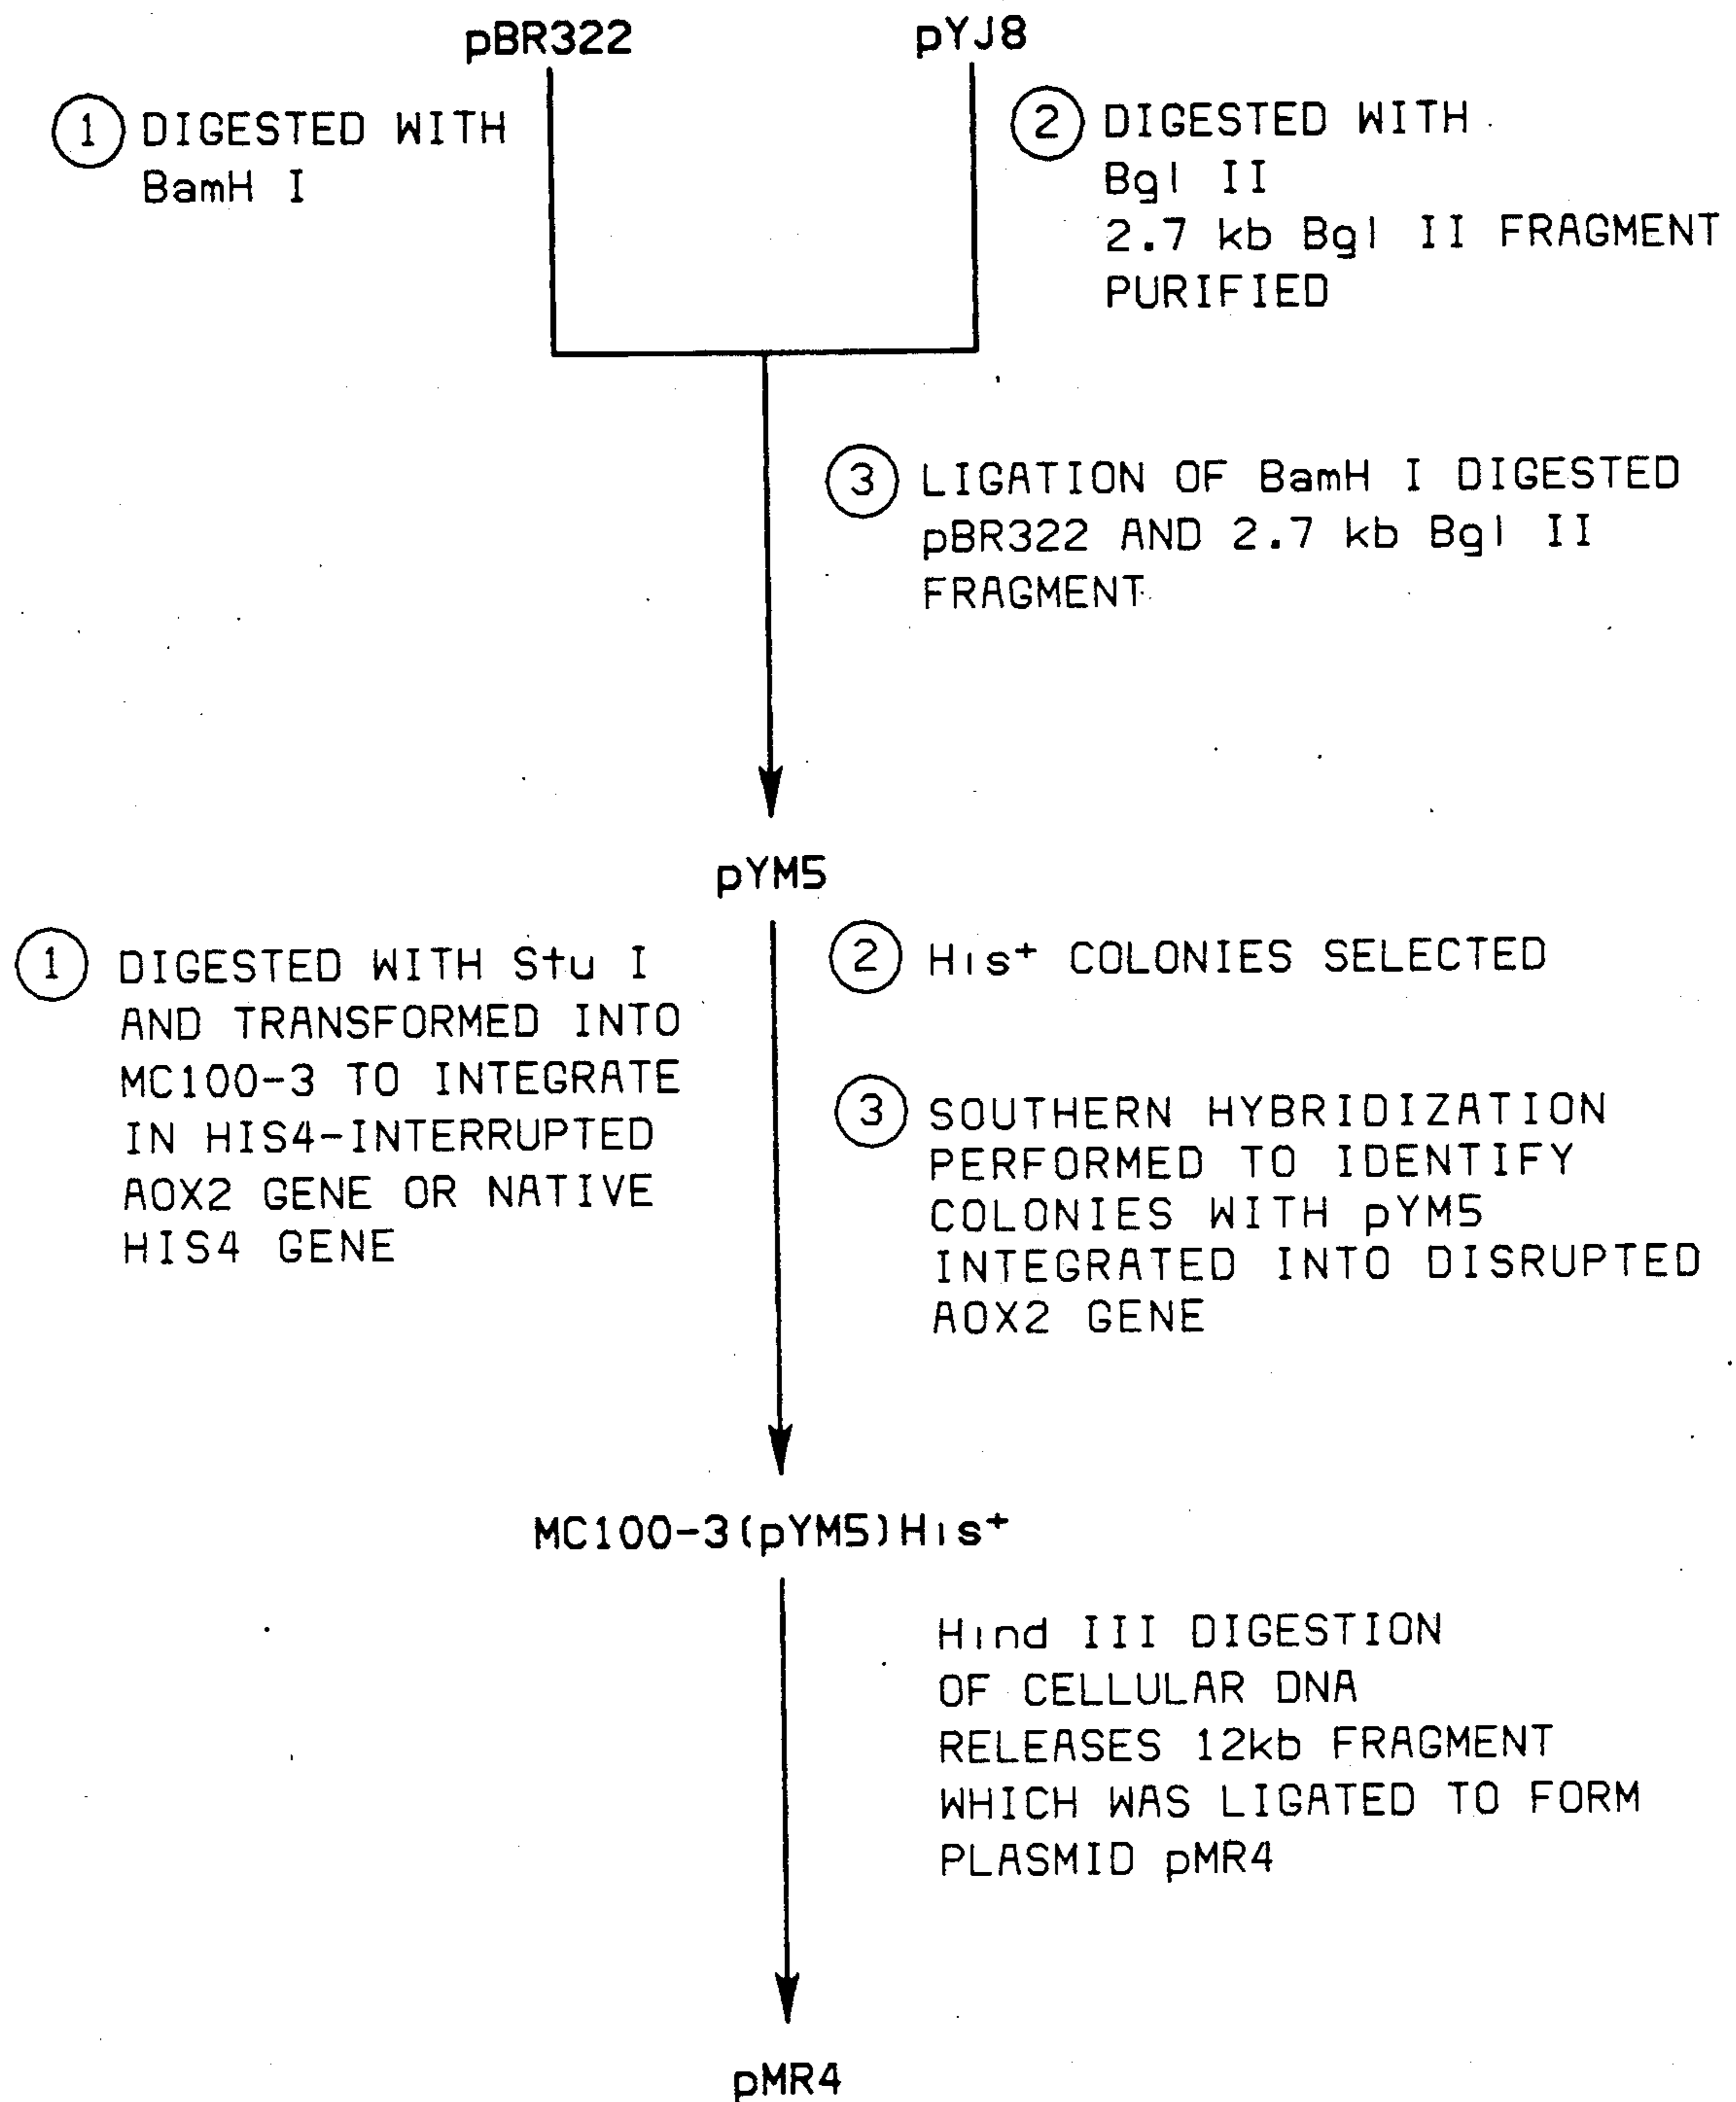 pBR322
pYJ8
1 DIGESTED WITH
BamH I
2 DIGESTED WITH
Bgl II
2.7 kb Bgl II FRAGMENT
PURIFIED
3 LIGATION OF BamH I DIGESTED
pBR322 AND 2.7 kb Bgl II
FRAGMENT
pYM5
1 DIGESTED WITH Stu I
AND TRANSFORMED INTO
MC100-3 TO INTEGRATE
IN HIS4-INTERRUPTED
AOX2 GENE OR NATIVE
HIS4 GENE
2 His⁺ COLONIES SELECTED
3 SOUTHERN HYBRIDIZATION
PERFORMED TO IDENTIFY
COLONIES WITH pYM5
INTEGRATED INTO DISRUPTED
AOX2 GENE
MC100-3(pYM5)His⁺
Hind III DIGESTION
OF CELLULAR DNA
RELEASES 12kb FRAGMENT
WHICH WAS LIGATED TO FORM
PLASMID pMR4
pMR4